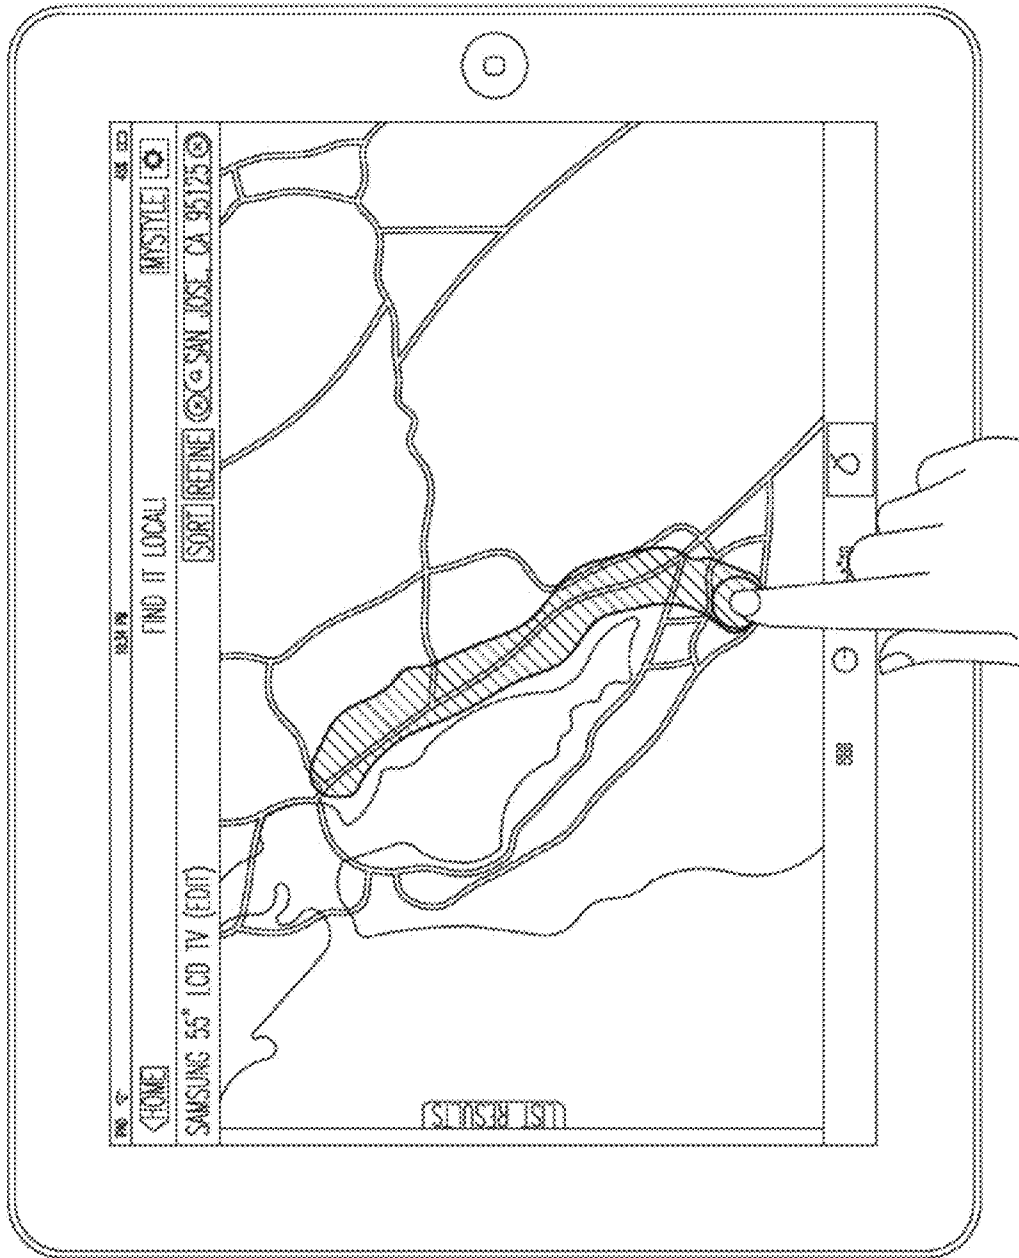 HOME FIND IT LOCAL! MYSTYLE
SAMSUNG 55" LCD TV (EDIT) SORT REFINE SAN JOSE, CA 95125
LIST RESULTS